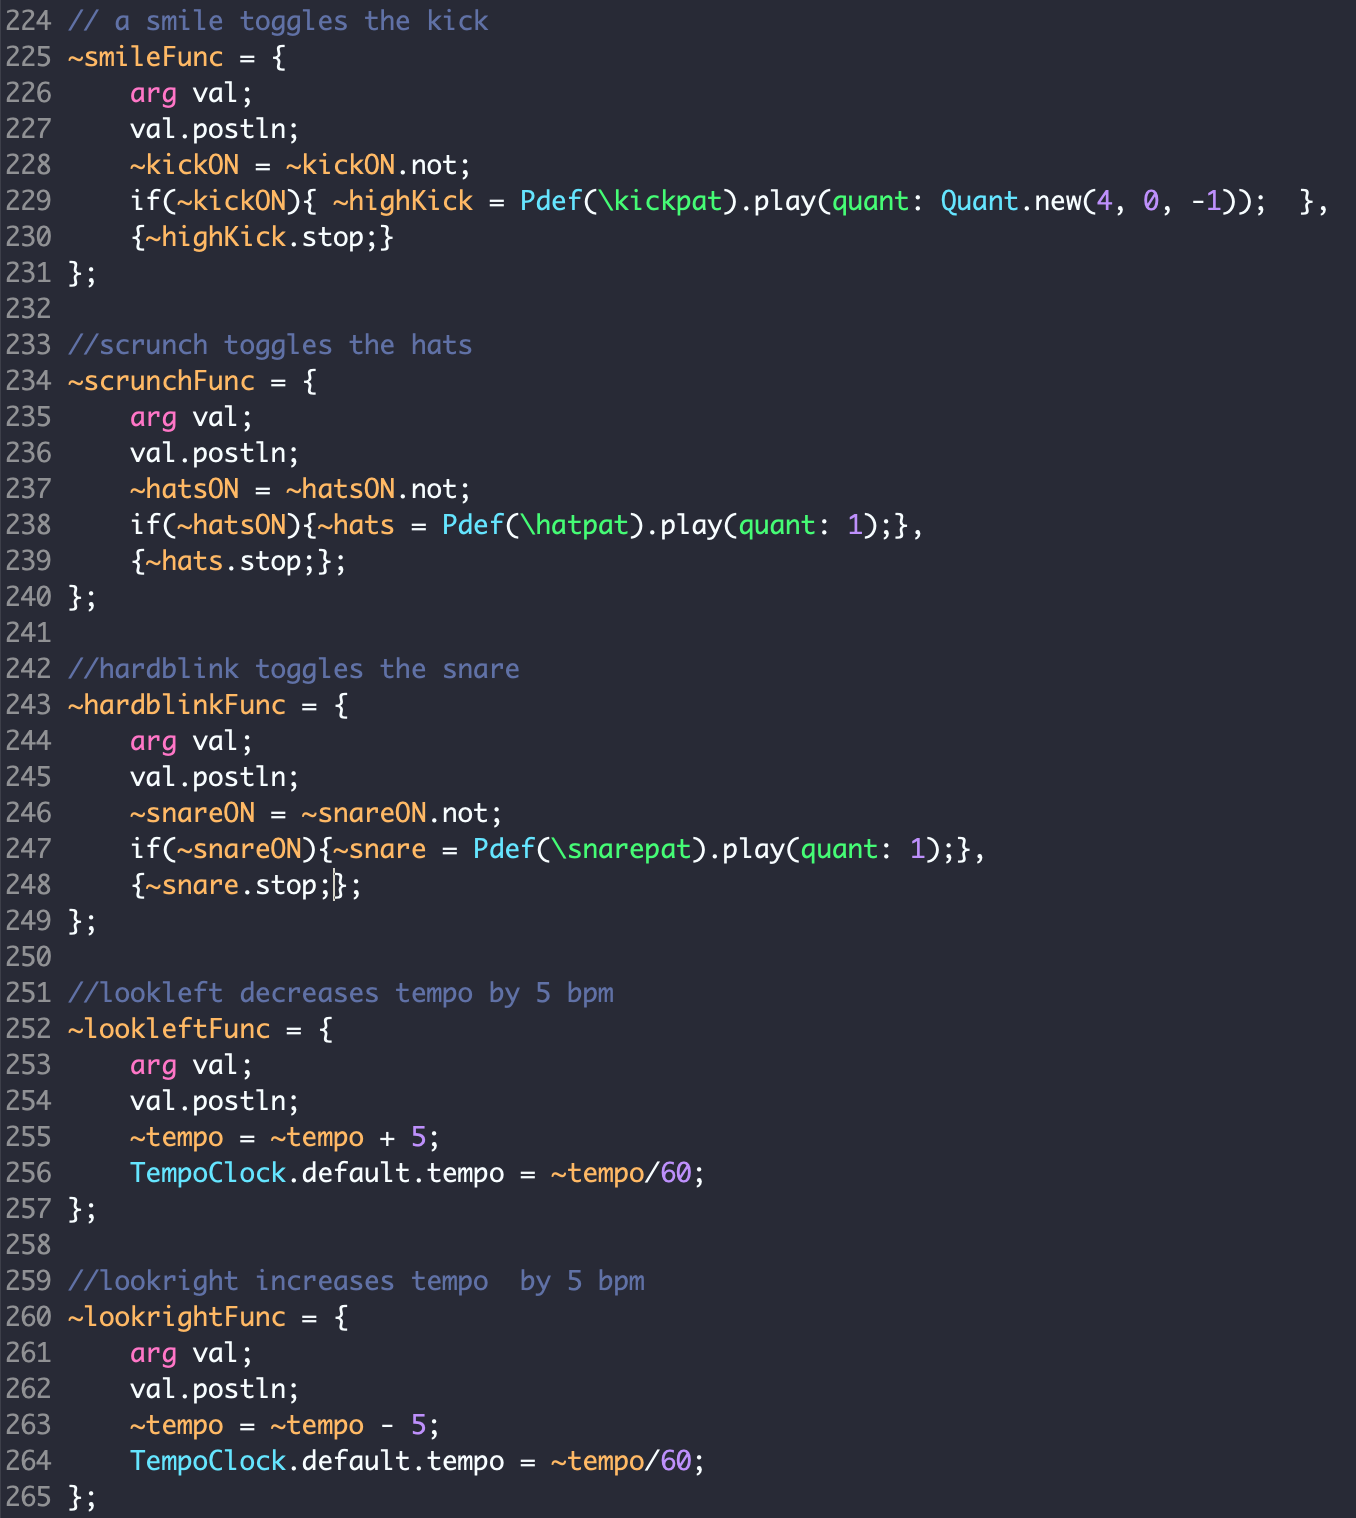 224 // a smile toggles the kick
225 ~smileFunc = {
226     arg val;
227     val.postln;
228     ~kickON = ~kickON.not;
229     if(~kickON){ ~highKick = Pdef(\kickpat).play(quant: Quant.new(4, 0, -1));  },
230     {~highKick.stop;}
231 };
232
233 //scrunch toggles the hats
234 ~scrunchFunc = {
235     arg val;
236     val.postln;
237     ~hatsON = ~hatsON.not;
238     if(~hatsON){~hats = Pdef(\hatpat).play(quant: 1);},
239     {~hats.stop;};
240 };
241
242 //hardblink toggles the snare
243 ~hardblinkFunc = {
244     arg val;
245     val.postln;
246     ~snareON = ~snareON.not;
247     if(~snareON){~snare = Pdef(\snarepat).play(quant: 1);},
248     {~snare.stop;};
249 };
250
251 //lookleft decreases tempo by 5 bpm
252 ~lookleftFunc = {
253     arg val;
254     val.postln;
255     ~tempo = ~tempo + 5;
256     TempoClock.default.tempo = ~tempo/60;
257 };
258
259 //lookright increases tempo  by 5 bpm
260 ~lookrightFunc = {
261     arg val;
262     val.postln;
263     ~tempo = ~tempo - 5;
264     TempoClock.default.tempo = ~tempo/60;
265 };